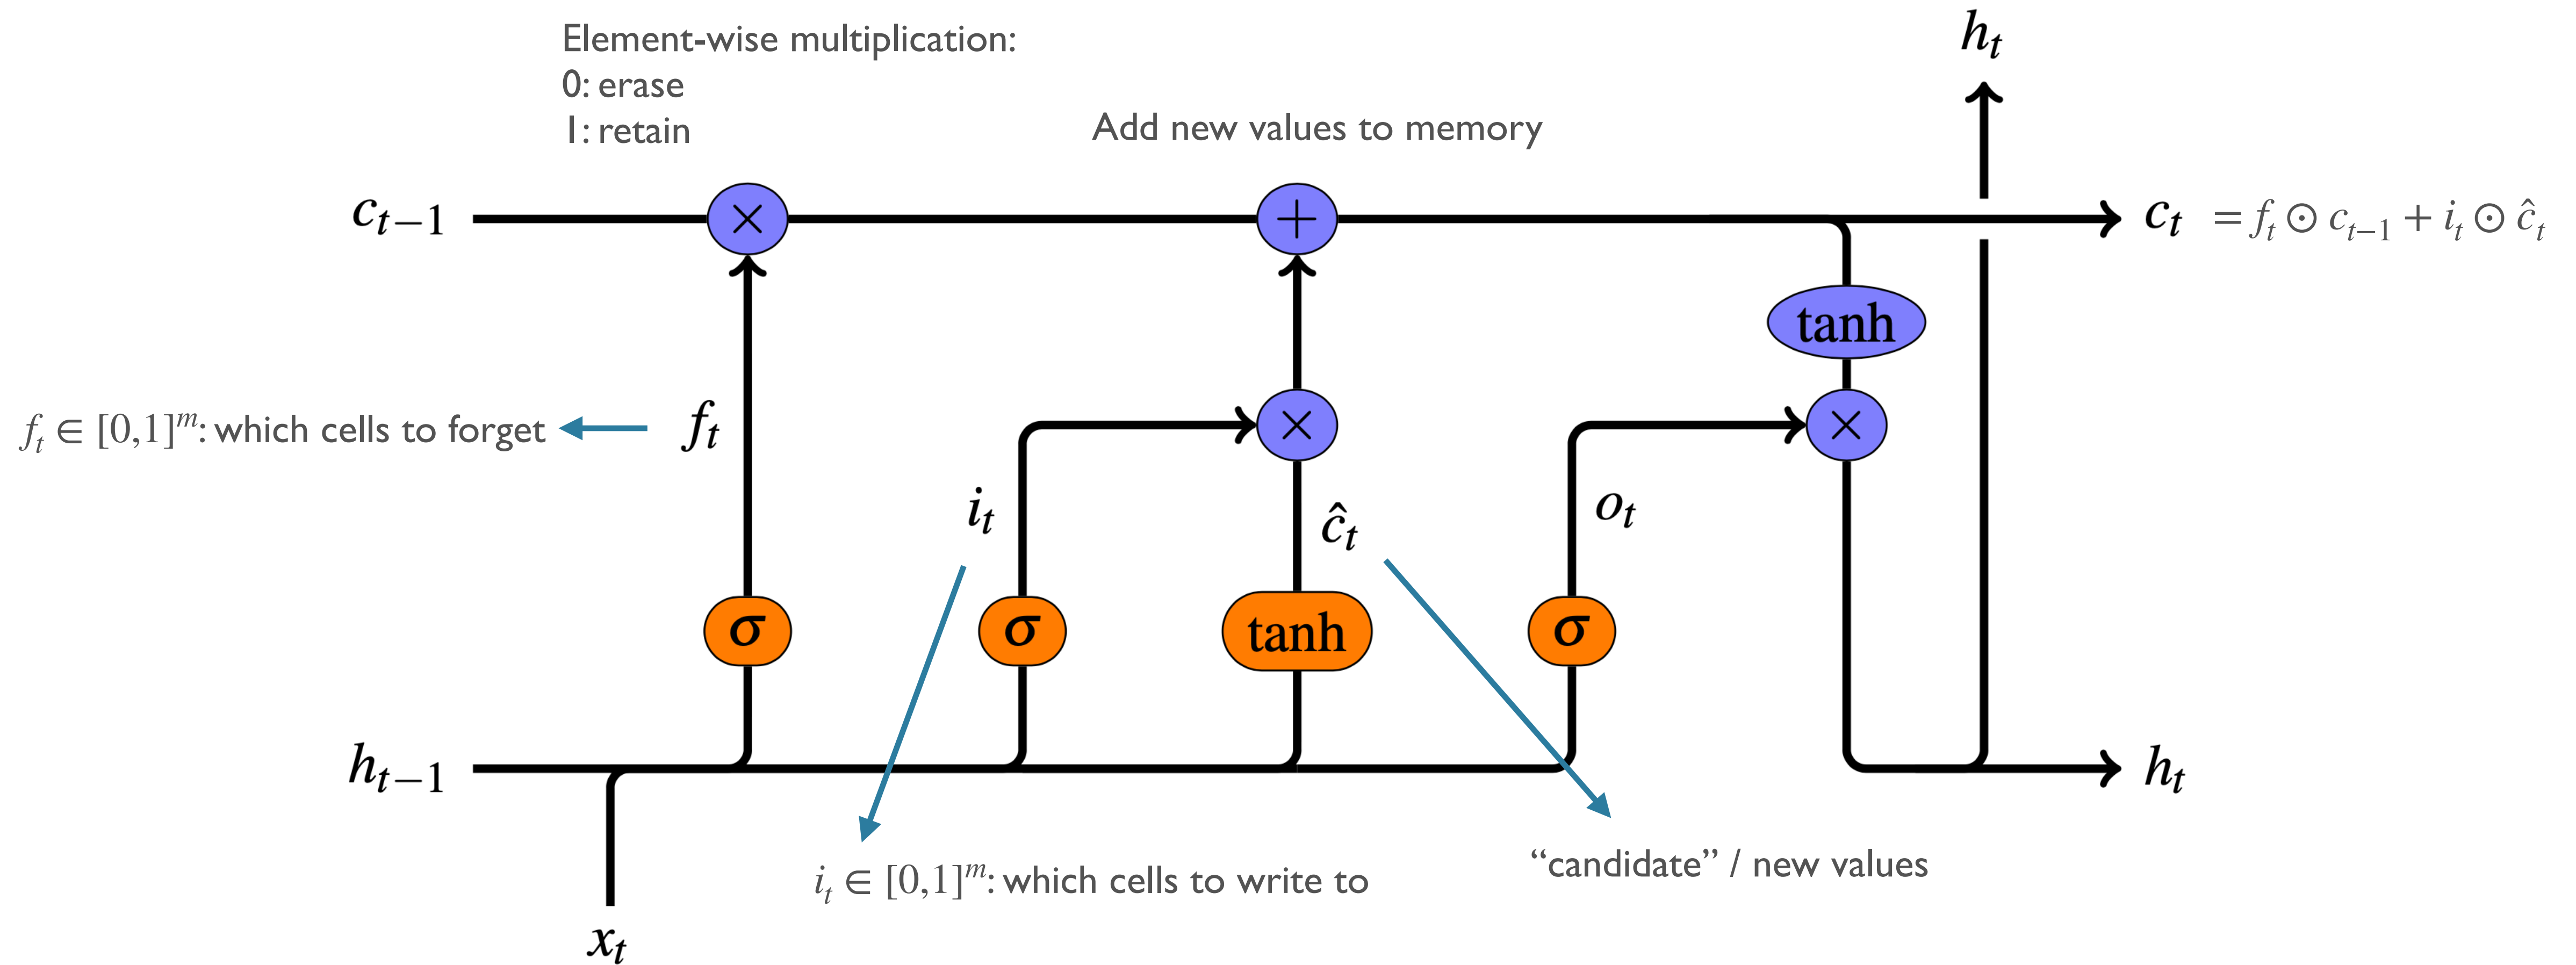 Element-wise multiplication:
0: erase
1: retain
Add new values to memory
h_t
c_{t−1}
×
+
c_t = f_t ⊙ c_{t−1} + i_t ⊙ ĉ_t
tanh
f_t ∈ [0,1]^m: which cells to forget
f_t
×
×
i_t
ĉ_t
o_t
σ
σ
tanh
σ
h_{t−1}
h_t
i_t ∈ [0,1]^m: which cells to write to
“candidate” / new values
x_t